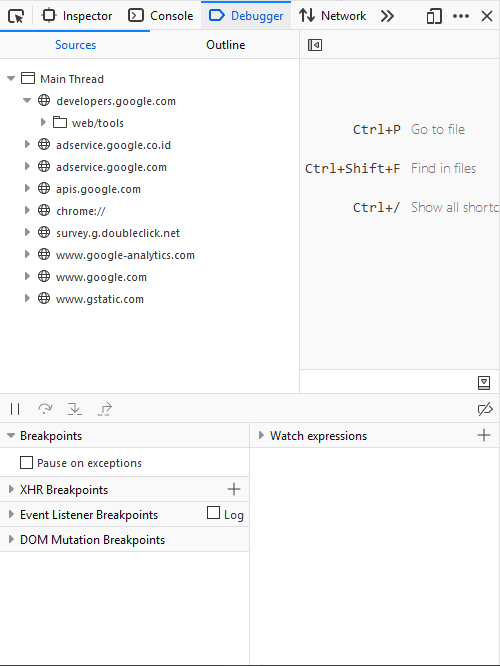 Inspector Console Debugger Network
Sources Outline
Main Thread
developers.google.com
web/tools
adservice.google.co.id
adservice.google.com
apis.google.com
chrome://
survey.g.doubleclick.net
www.google-analytics.com
www.google.com
www.gstatic.com
Ctrl+P Go to file
Ctrl+Shift+F Find in files
Ctrl+/ Show all shortc
Breakpoints
Pause on exceptions
XHR Breakpoints
Event Listener Breakpoints Log
DOM Mutation Breakpoints
Watch expressions